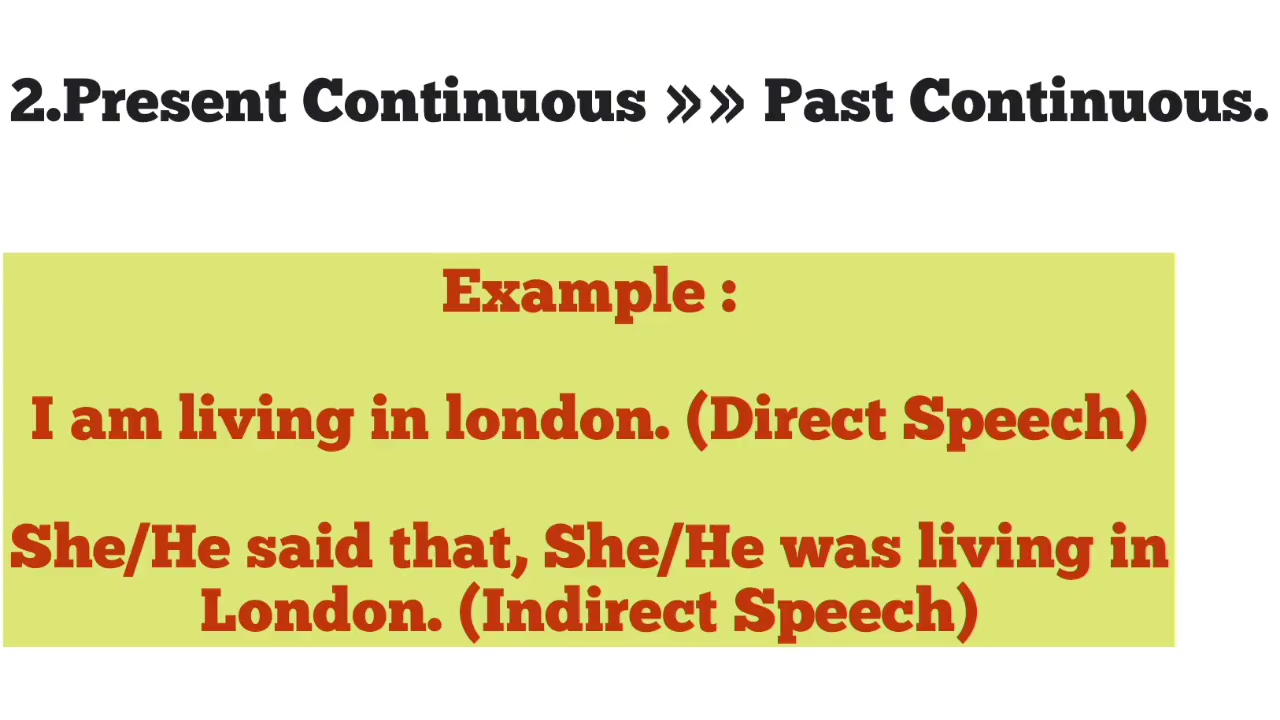 2.Present Continuous »» Past Continuous.
Example :
I am living in london. (Direct Speech)
She/He said that, She/He was living in
London. (Indirect Speech)